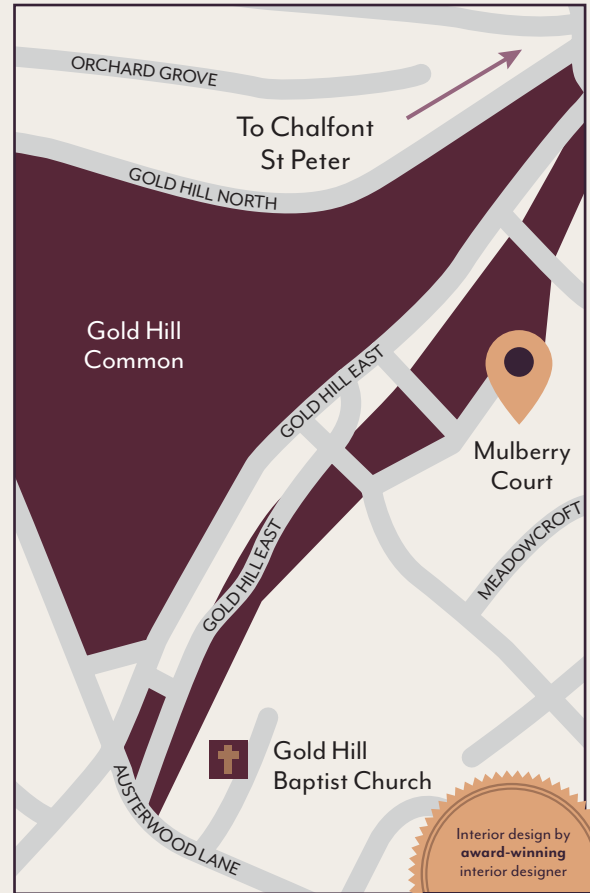 ORCHARD GROVE
To Chalfont
St Peter
GOLD HILL NORTH
Gold Hill
Common
GOLD HILL EAST
Mulberry
Court
MEADOWCROFT
GOLD HILL EAST
Gold Hill
Baptist Church
AUSTERWOOD LANE
Interior design by
award-winning
interior designer